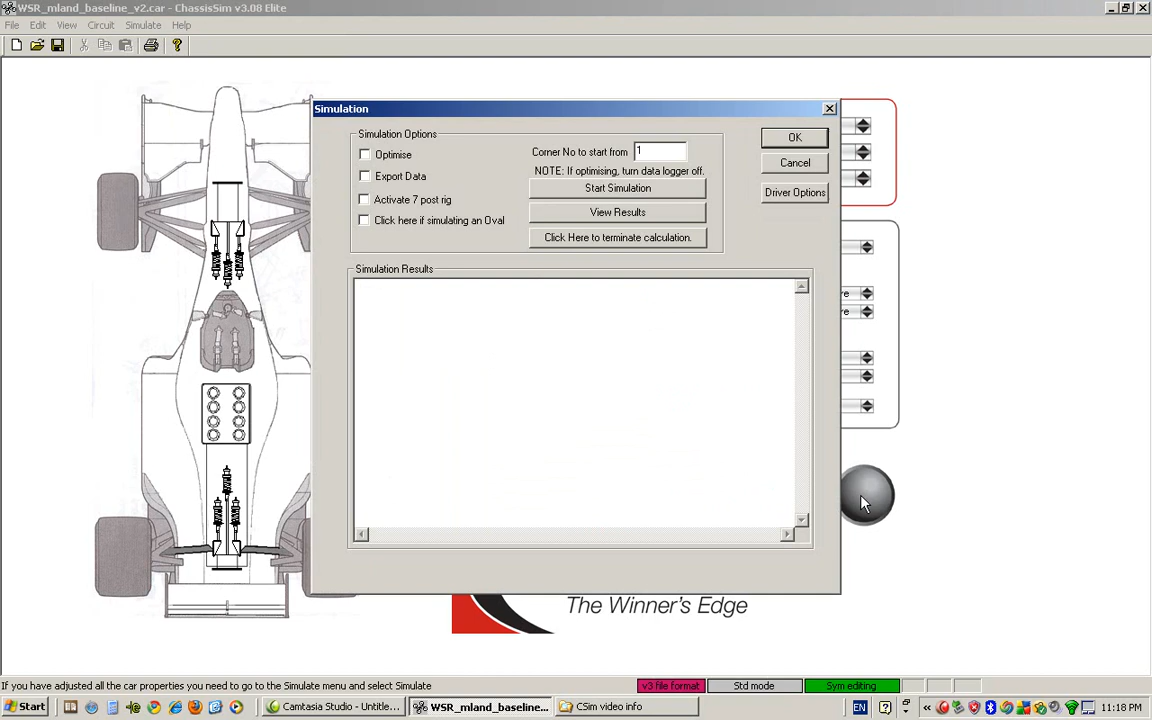 WSR_mland_baseline_v2.car - ChassisSim v3.08 Elite
File Edit View Circuit Simulate Help
Simulation
Simulation Options
Optimise
Export Data
Activate 7 post rig
Click here if simulating an Oval
Corner No to start from 1
NOTE: If optimising, turn data logger off.
Start Simulation
View Results
Click Here to terminate calculation.
OK
Cancel
Driver Options
Simulation Results
The Winner's Edge
If you have adjusted all the car properties you need to go to the Simulate menu and select Simulate
v3 file format Std mode Sym editing
Start Camtasia Studio - Untitle... WSR_mland_baseline... CSim video info EN 11:18 PM